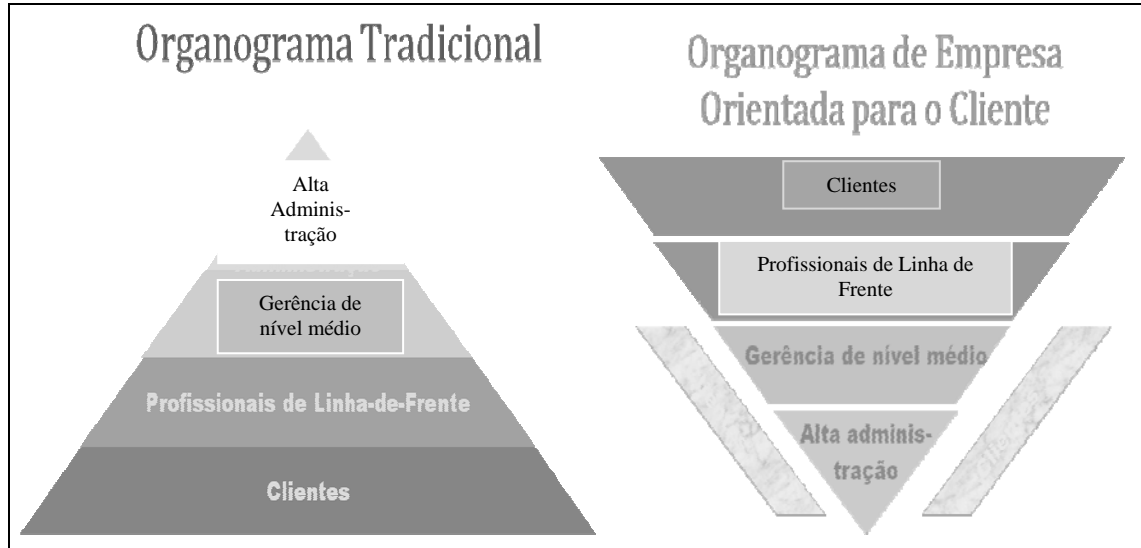 Organograma Tradicional
Alta
Adminis-
tração
Gerência de
nível médio
Profissionais de Linha-de-Frente
Clientes
Organograma de Empresa
Orientada para o Cliente
Clientes
Profissionais de Linha de
Frente
Gerência de nível médio
Alta adminis-
tração